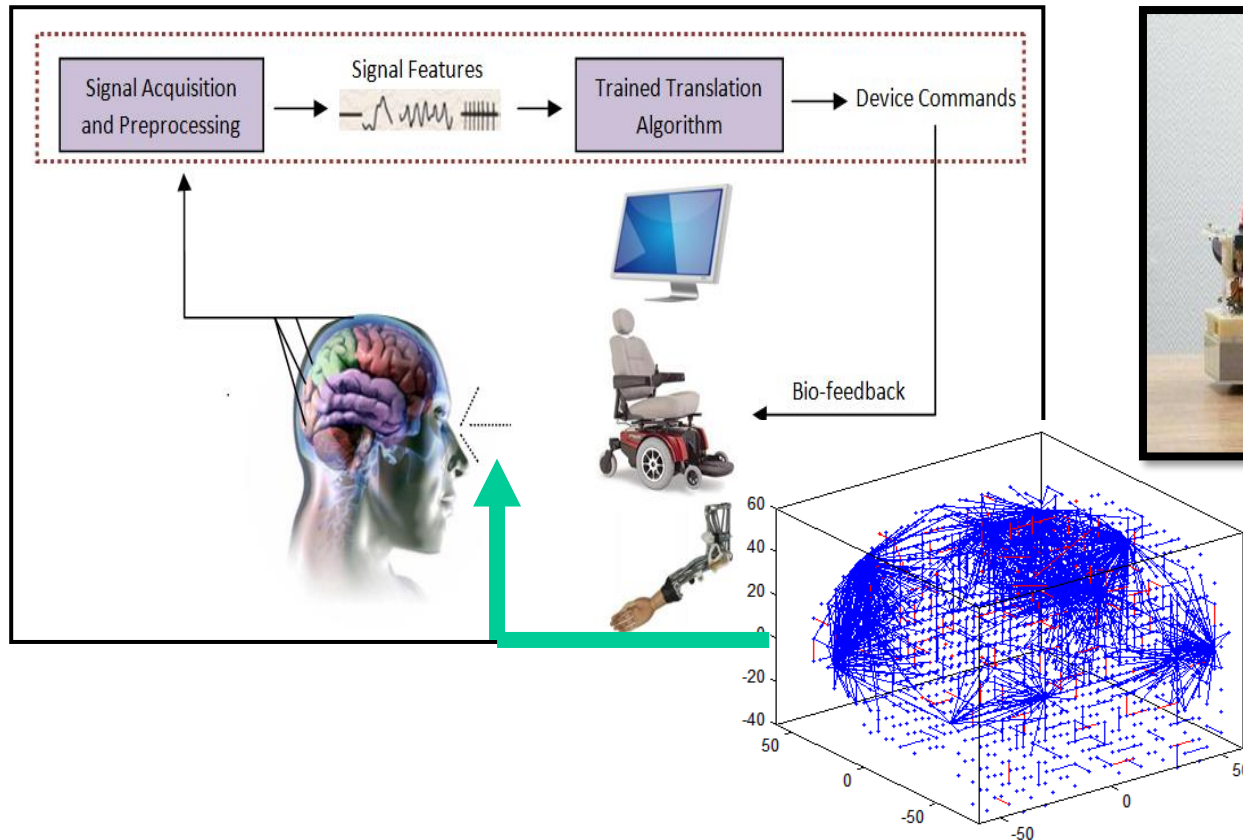 Signal Acquisition
and Preprocessing
Signal Features
Trained Translation
Algorithm
Device Commands
Bio-feedback
60
40
20
0
-20
-40
50
0
-50
-50
0
50